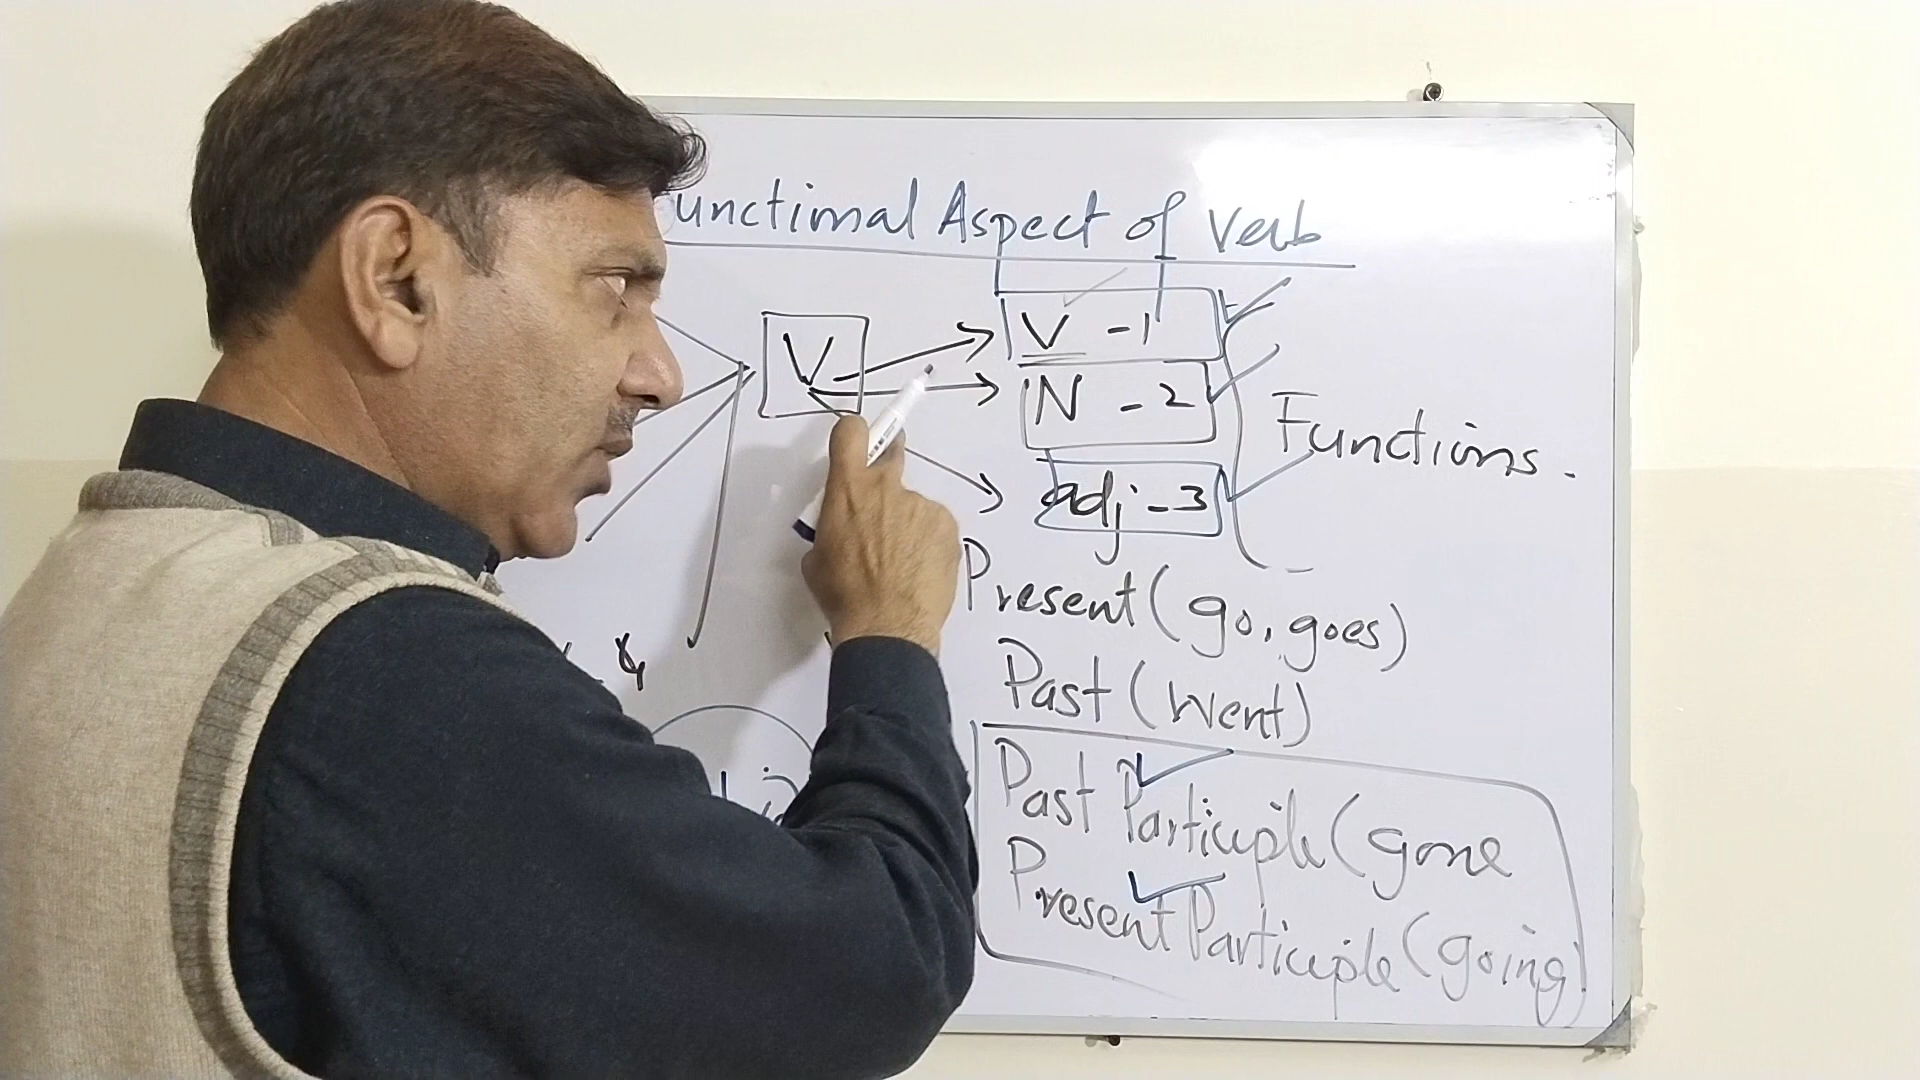 unctional Aspect of Verb
V
V - 1
N - 2
adj - 3
Functions.
Present (go, goes)
Past (Went)
Past Participle (gone
Present Participle (going)